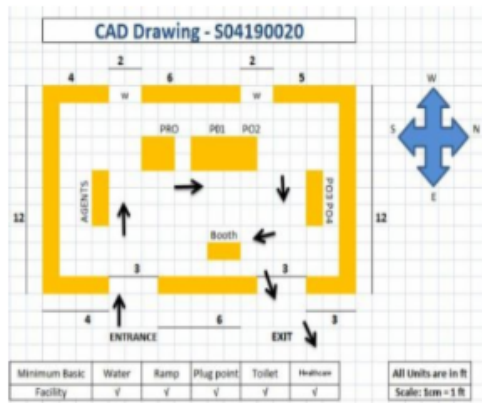 CAD Drawing - S04190020
2 2
4 6 5
W
w w
PRO PO1 PO2
S N
AGENTS
PO3 PO4
E
12 12
Booth
3 3
4 6 3
ENTRANCE EXIT
Minimum Basic Water Ramp Plug point Toilet Healthcare
Facility √ √ √ √ √
All Units are in ft
Scale: 1cm = 1 ft